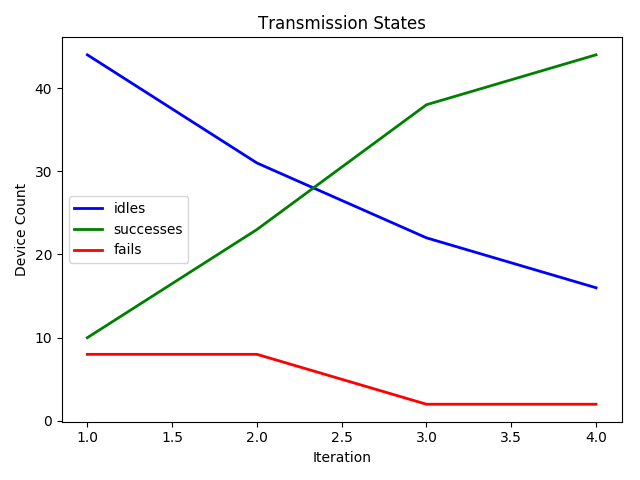 Transmission States
Device Count
40
30
20
10
0
idles
successes
fails
1.0 1.5 2.0 2.5 3.0 3.5 4.0
Iteration